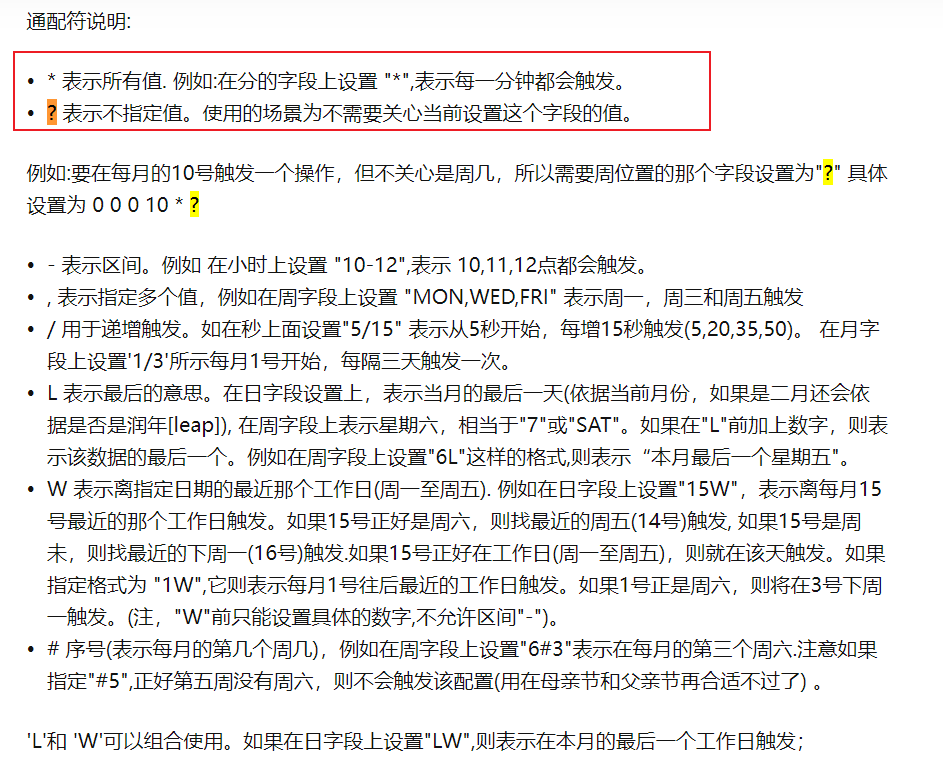 通配符说明:
• * 表示所有值. 例如:在分的字段上设置 "*",表示每一分钟都会触发。
• ? 表示不指定值。使用的场景为不需要关心当前设置这个字段的值。
例如:要在每月的10号触发一个操作，但不关心是周几，所以需要周位置的那个字段设置为"?" 具体
设置为 0 0 0 10 * ?
• - 表示区间。例如 在小时上设置 "10-12",表示 10,11,12点都会触发。
• , 表示指定多个值，例如在周字段上设置 "MON,WED,FRI" 表示周一，周三和周五触发
• / 用于递增触发。如在秒上面设置"5/15" 表示从5秒开始，每增15秒触发(5,20,35,50)。 在月字
段上设置'1/3'所示每月1号开始，每隔三天触发一次。
• L 表示最后的意思。在日字段设置上，表示当月的最后一天(依据当前月份，如果是二月还会依
据是否是润年[leap]), 在周字段上表示星期六，相当于"7"或"SAT"。如果在"L"前加上数字，则表
示该数据的最后一个。例如在周字段上设置"6L"这样的格式,则表示“本月最后一个星期五"。
• W 表示离指定日期的最近那个工作日(周一至周五). 例如在日字段上设置"15W"，表示离每月15
号最近的那个工作日触发。如果15号正好是周六，则找最近的周五(14号)触发, 如果15号是周
未，则找最近的下周一(16号)触发.如果15号正好在工作日(周一至周五)，则就在该天触发。如果
指定格式为 "1W",它则表示每月1号往后最近的工作日触发。如果1号正是周六，则将在3号下周
一触发。(注，"W"前只能设置具体的数字,不允许区间"-")。
• # 序号(表示每月的第几个周几)，例如在周字段上设置"6#3"表示在每月的第三个周六.注意如果
指定"#5",正好第五周没有周六，则不会触发该配置(用在母亲节和父亲节再合适不过了) 。
'L'和 'W'可以组合使用。如果在日字段上设置"LW",则表示在本月的最后一个工作日触发；